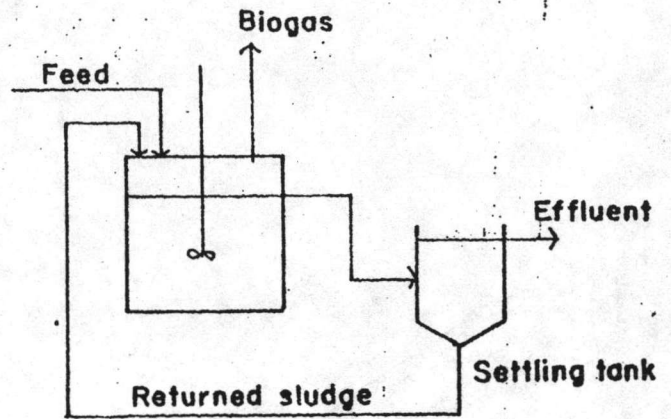 Biogas
Feed
Effluent
Settling tank
Returned sludge